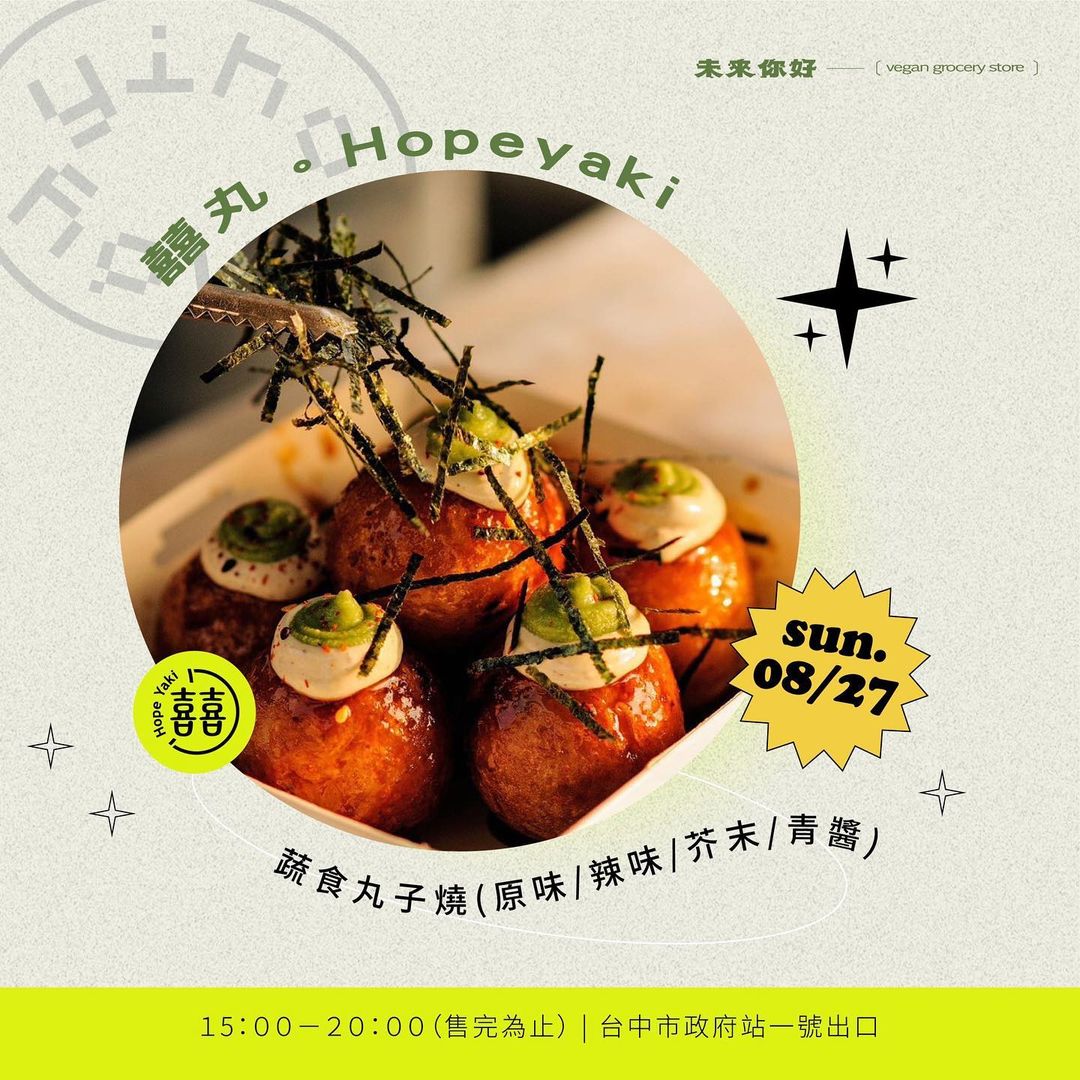 未來你好 —— [ vegan grocery store ]
囍丸。Hopeyaki
sun.
08/27
Hope Yaki
囍
蔬食丸子燒(原味/辣味/芥末/青醬)
15:00－20:00(售完為止) | 台中市政府站一號出口